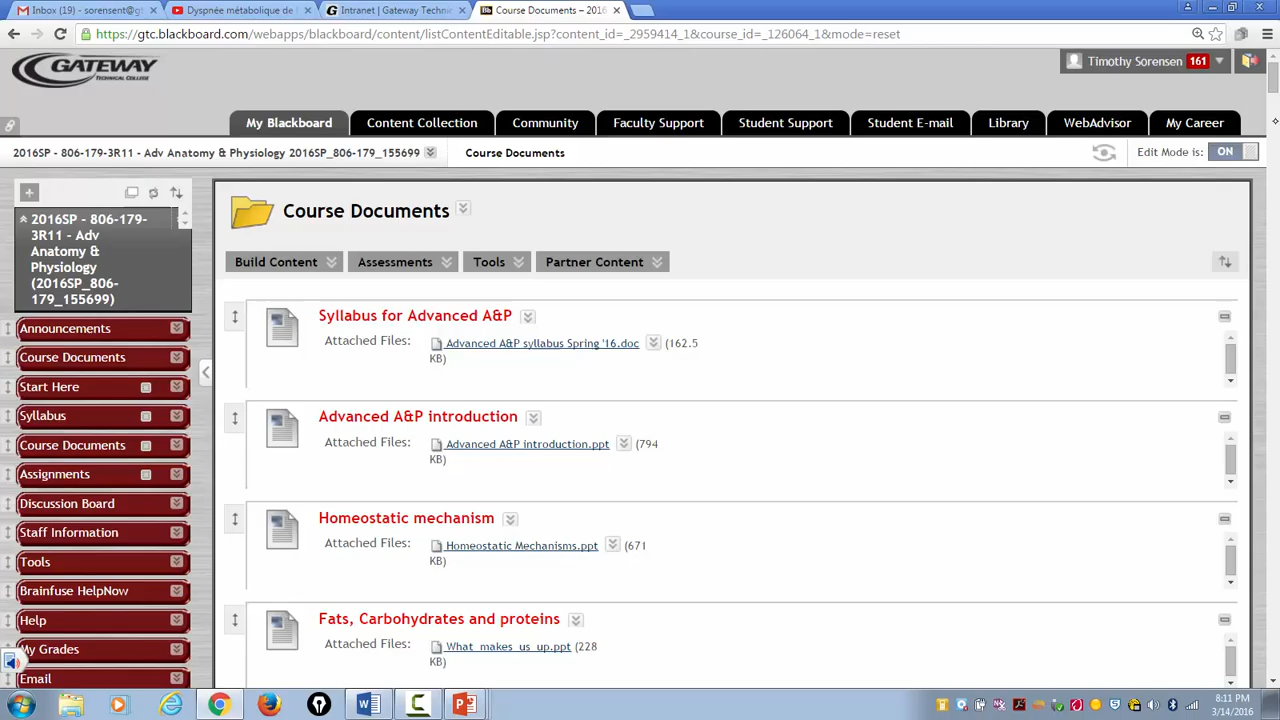 Inbox (19) - sorensent@gt
Dyspnée métabolique de l
Intranet | Gateway Techni
Course Documents – 2016
https://gtc.blackboard.com/webapps/blackboard/content/listContentEditable.jsp?content_id=_2959414_1&course_id=_126064_1&mode=reset
GATEWAY
TECHNICAL COLLEGE
Timothy Sorensen 161
My Blackboard Content Collection Community Faculty Support Student Support Student E-mail Library WebAdvisor My Career
2016SP - 806-179-3R11 - Adv Anatomy & Physiology 2016SP_806-179_155699 Course Documents Edit Mode is: ON
2016SP - 806-179-
3R11 - Adv
Anatomy &
Physiology
(2016SP_806-
179_155699)
Announcements
Course Documents
Start Here
Syllabus
Course Documents
Assignments
Discussion Board
Staff Information
Tools
Brainfuse HelpNow
Help
My Grades
Email
Course Documents
Build Content Assessments Tools Partner Content
Syllabus for Advanced A&P
Attached Files: Advanced A&P syllabus Spring '16.doc (162.5
KB)
Advanced A&P introduction
Attached Files: Advanced A&P introduction.ppt (794
KB)
Homeostatic mechanism
Attached Files: Homeostatic Mechanisms.ppt (671
KB)
Fats, Carbohydrates and proteins
Attached Files: What_makes_us_up.ppt (228
KB)
8:11 PM
3/14/2016